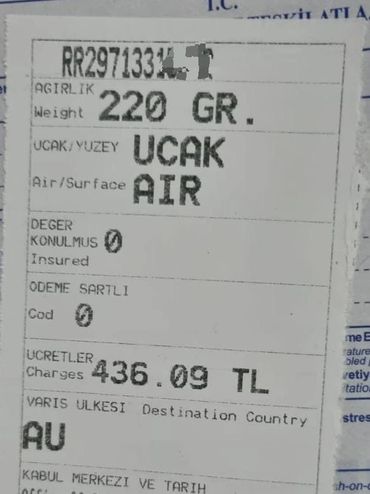 T.C.
RR2971331
AGIRLIK
Weight 220 GR.
UCAK/YUZEY UCAK
Air/Surface AIR
DEGER
KONULMUS 0
Insured
ODEME SARTLI
Cod 0
UCRETLER
Charges 436.09 TL
VARIS ULKESI Destination Country
AU
KABUL MERKEZI VE TARIH